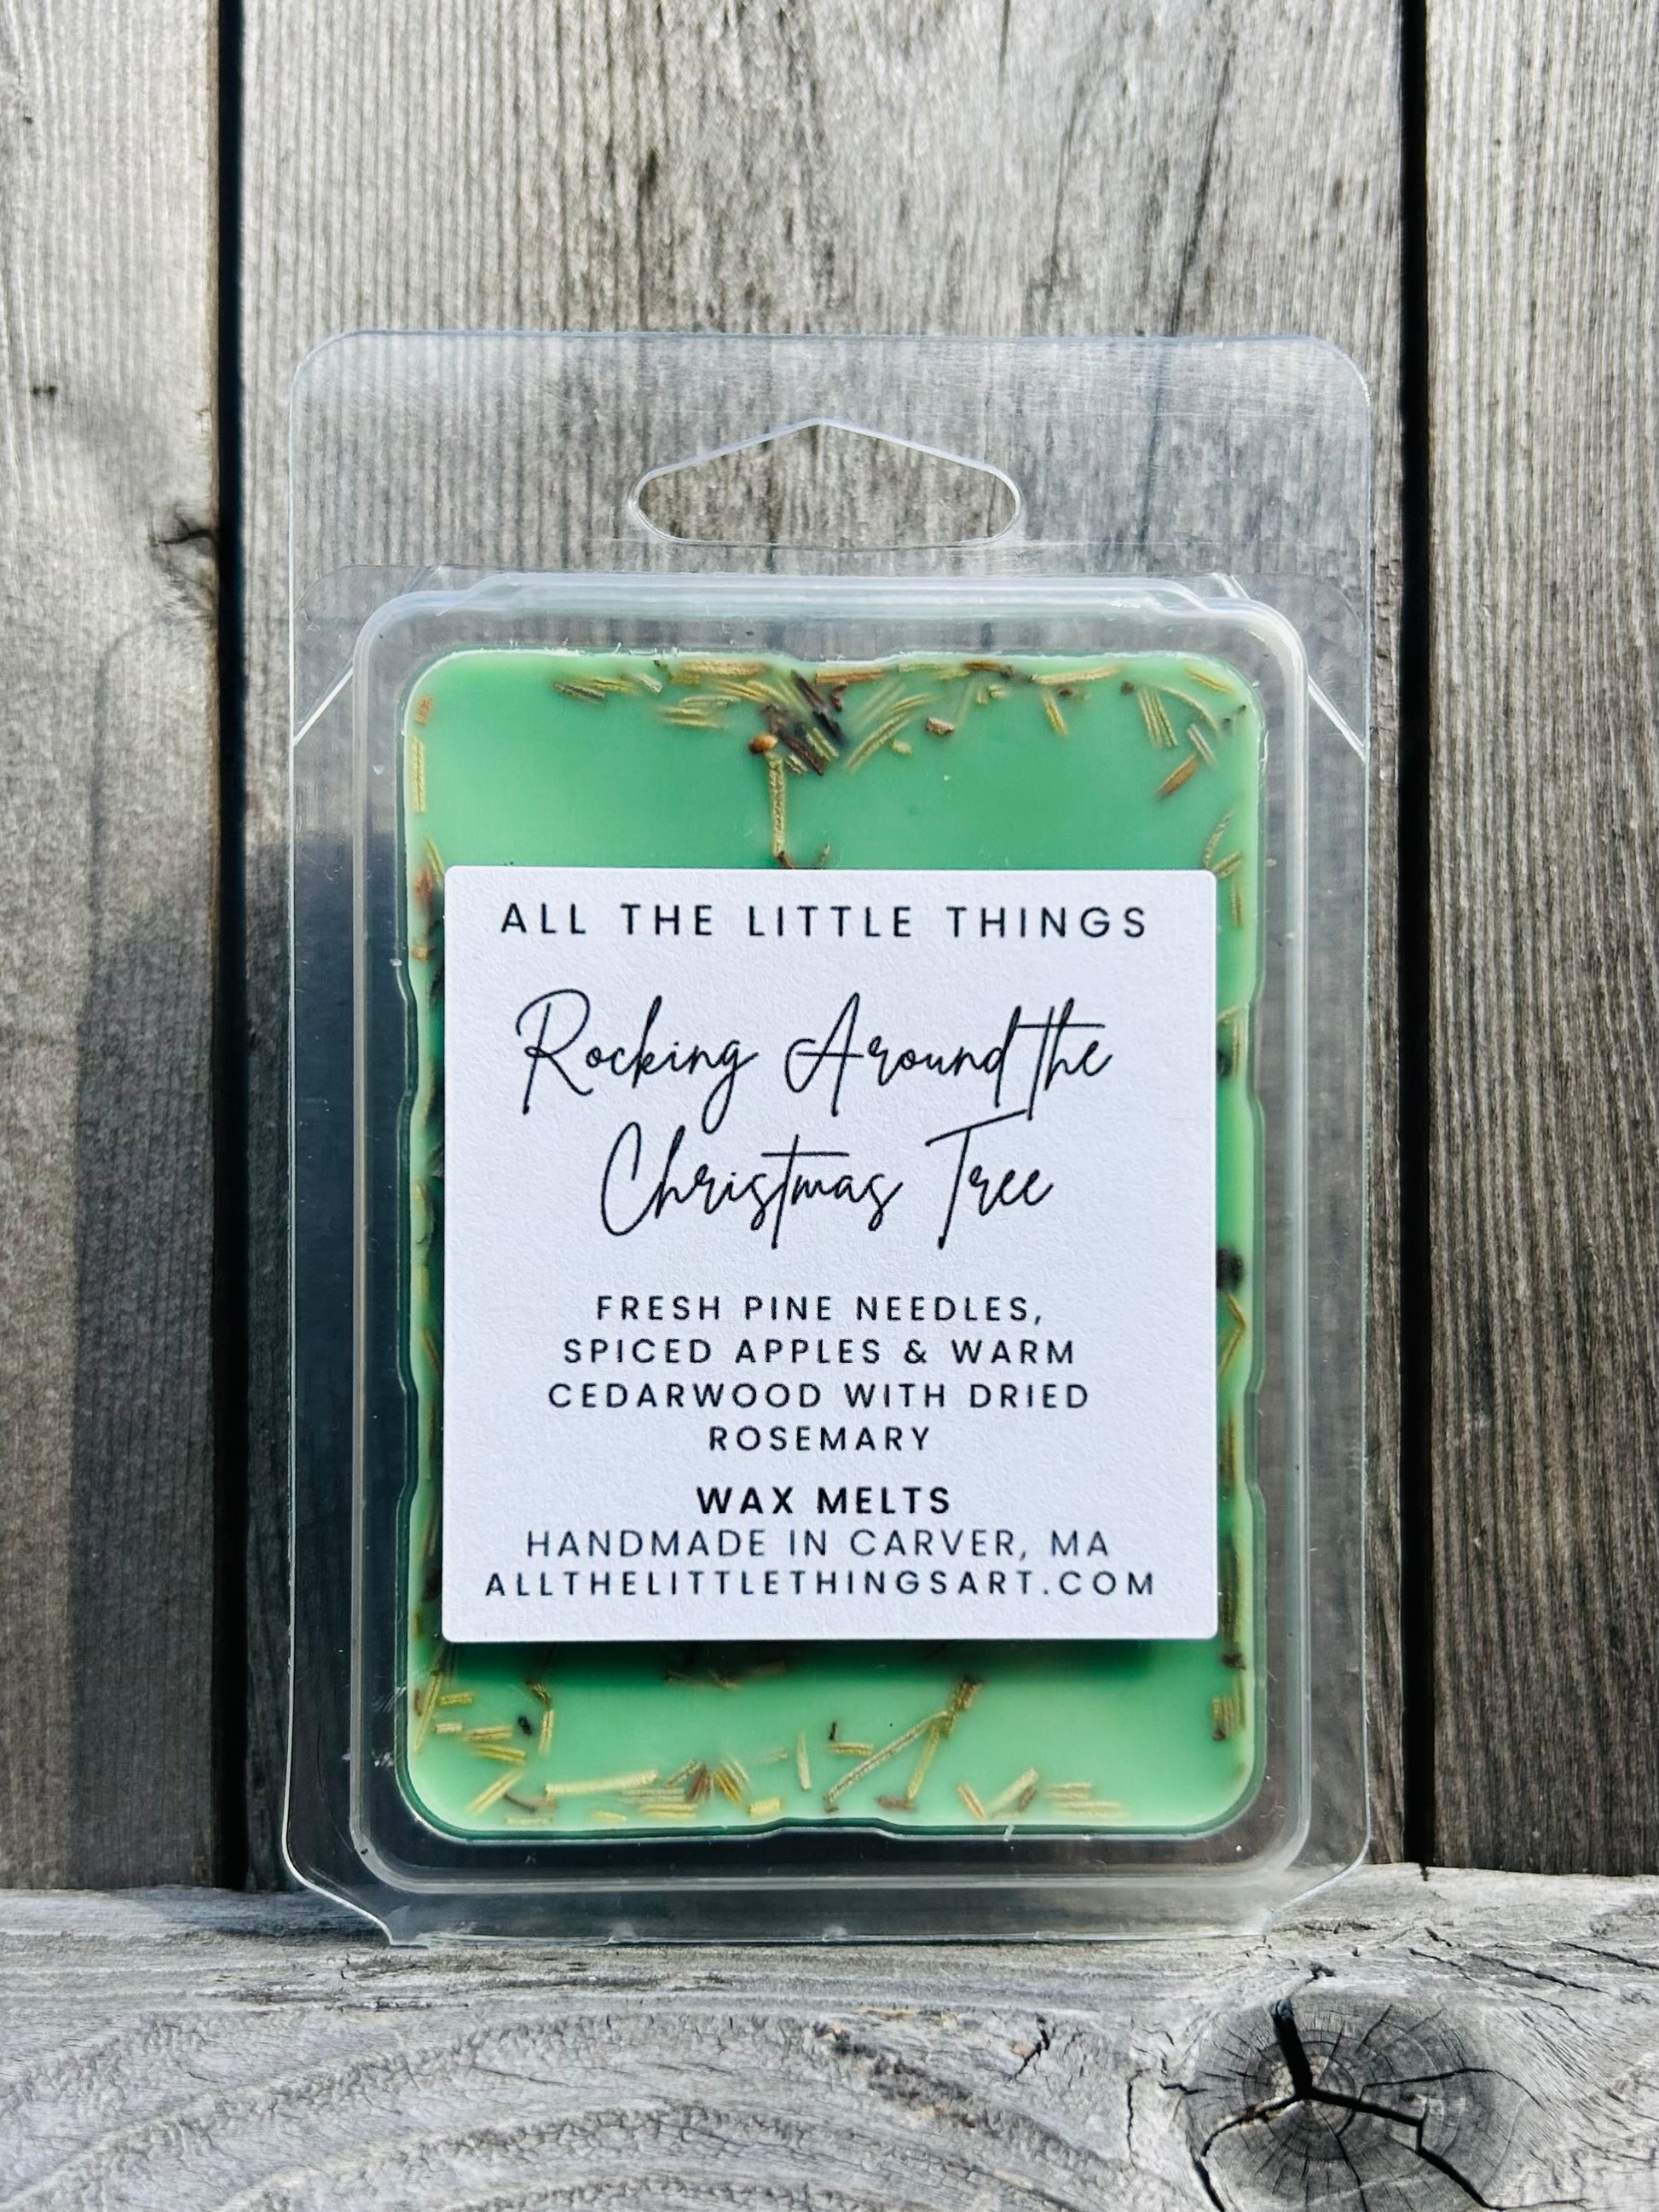 ALL THE LITTLE THINGS
Rocking Around the
Christmas Tree
FRESH PINE NEEDLES,
SPICED APPLES & WARM
CEDARWOOD WITH DRIED
ROSEMARY
WAX MELTS
HANDMADE IN CARVER, MA
ALLTHELITTLETHINGSART.COM